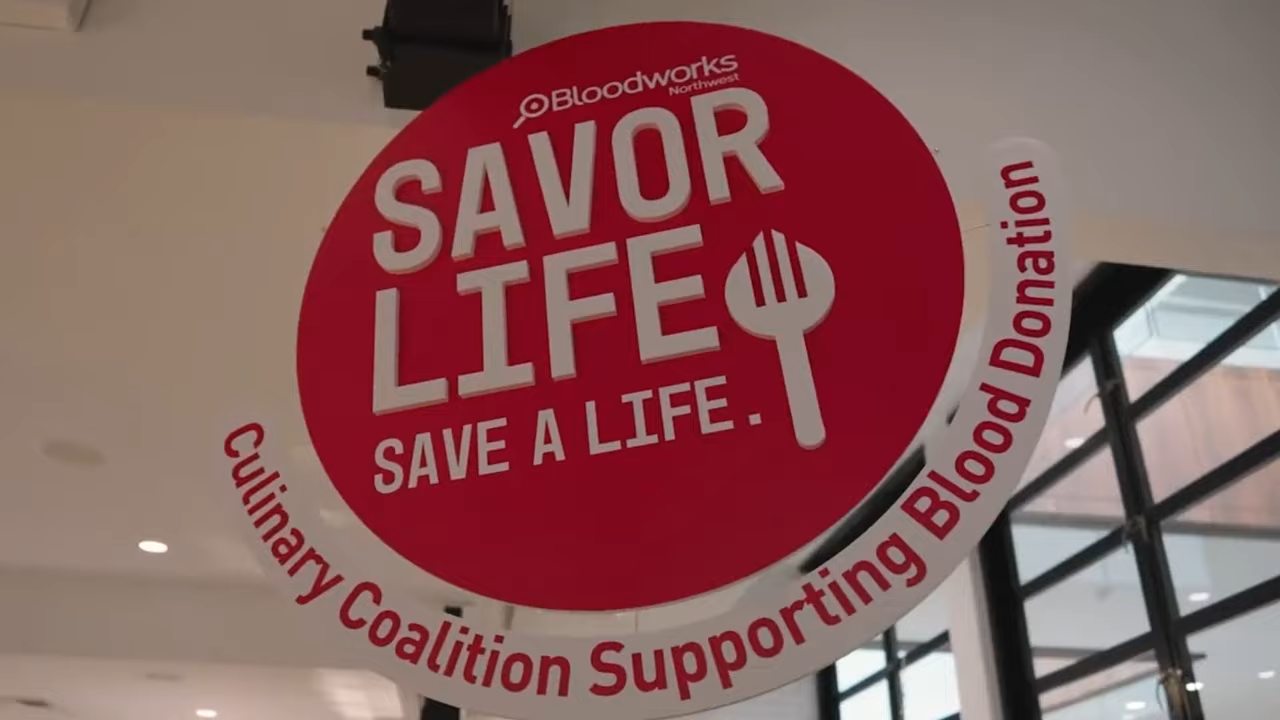 Bloodworks
Northwest
SAVOR
LIFE
SAVE A LIFE.
Culinary Coalition Supporting Blood Donation